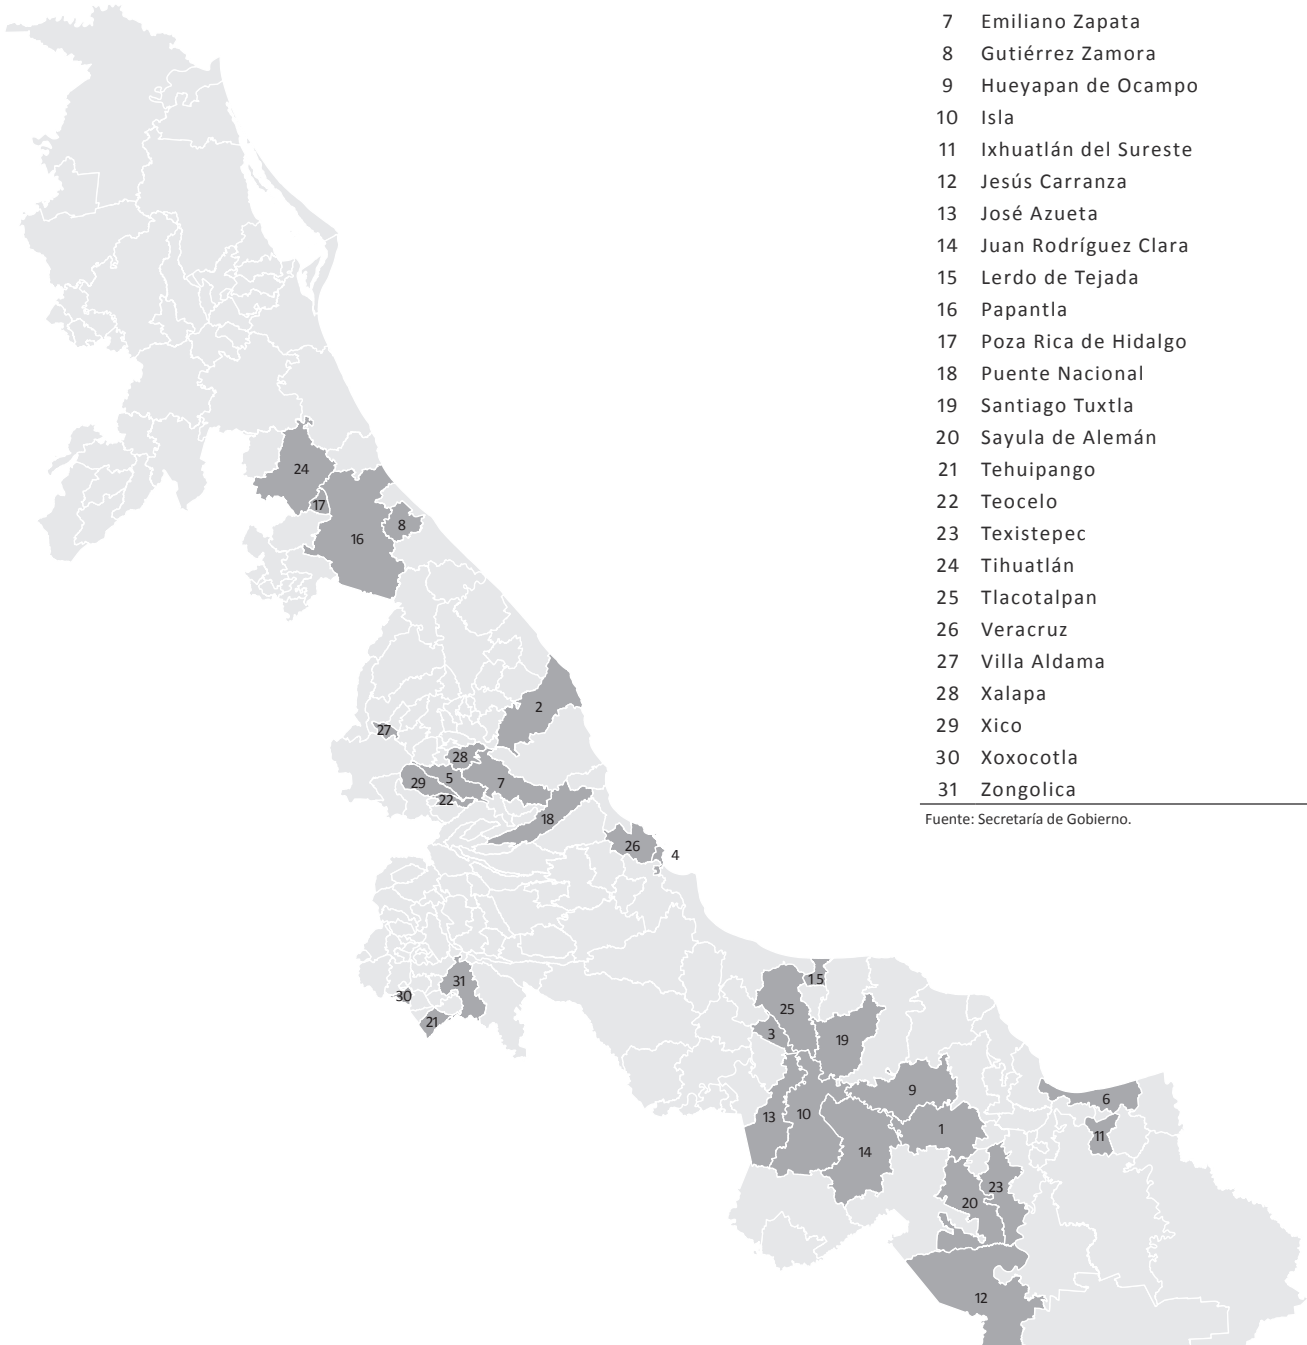 7 Emiliano Zapata
8 Gutiérrez Zamora
9 Hueyapan de Ocampo
10 Isla
11 Ixhuatlán del Sureste
12 Jesús Carranza
13 José Azueta
14 Juan Rodríguez Clara
15 Lerdo de Tejada
16 Papantla
17 Poza Rica de Hidalgo
18 Puente Nacional
19 Santiago Tuxtla
20 Sayula de Alemán
21 Tehuipango
22 Teocelo
23 Texistepec
24 Tihuatlán
25 Tlacotalpan
26 Veracruz
27 Villa Aldama
28 Xalapa
29 Xico
30 Xoxocotla
31 Zongolica
Fuente: Secretaría de Gobierno.
24
17
8
16
2
27
28
5
29
7
22
18
26
4
31
30
21
15
25
3
19
9
6
13
10
1
11
14
23
20
12